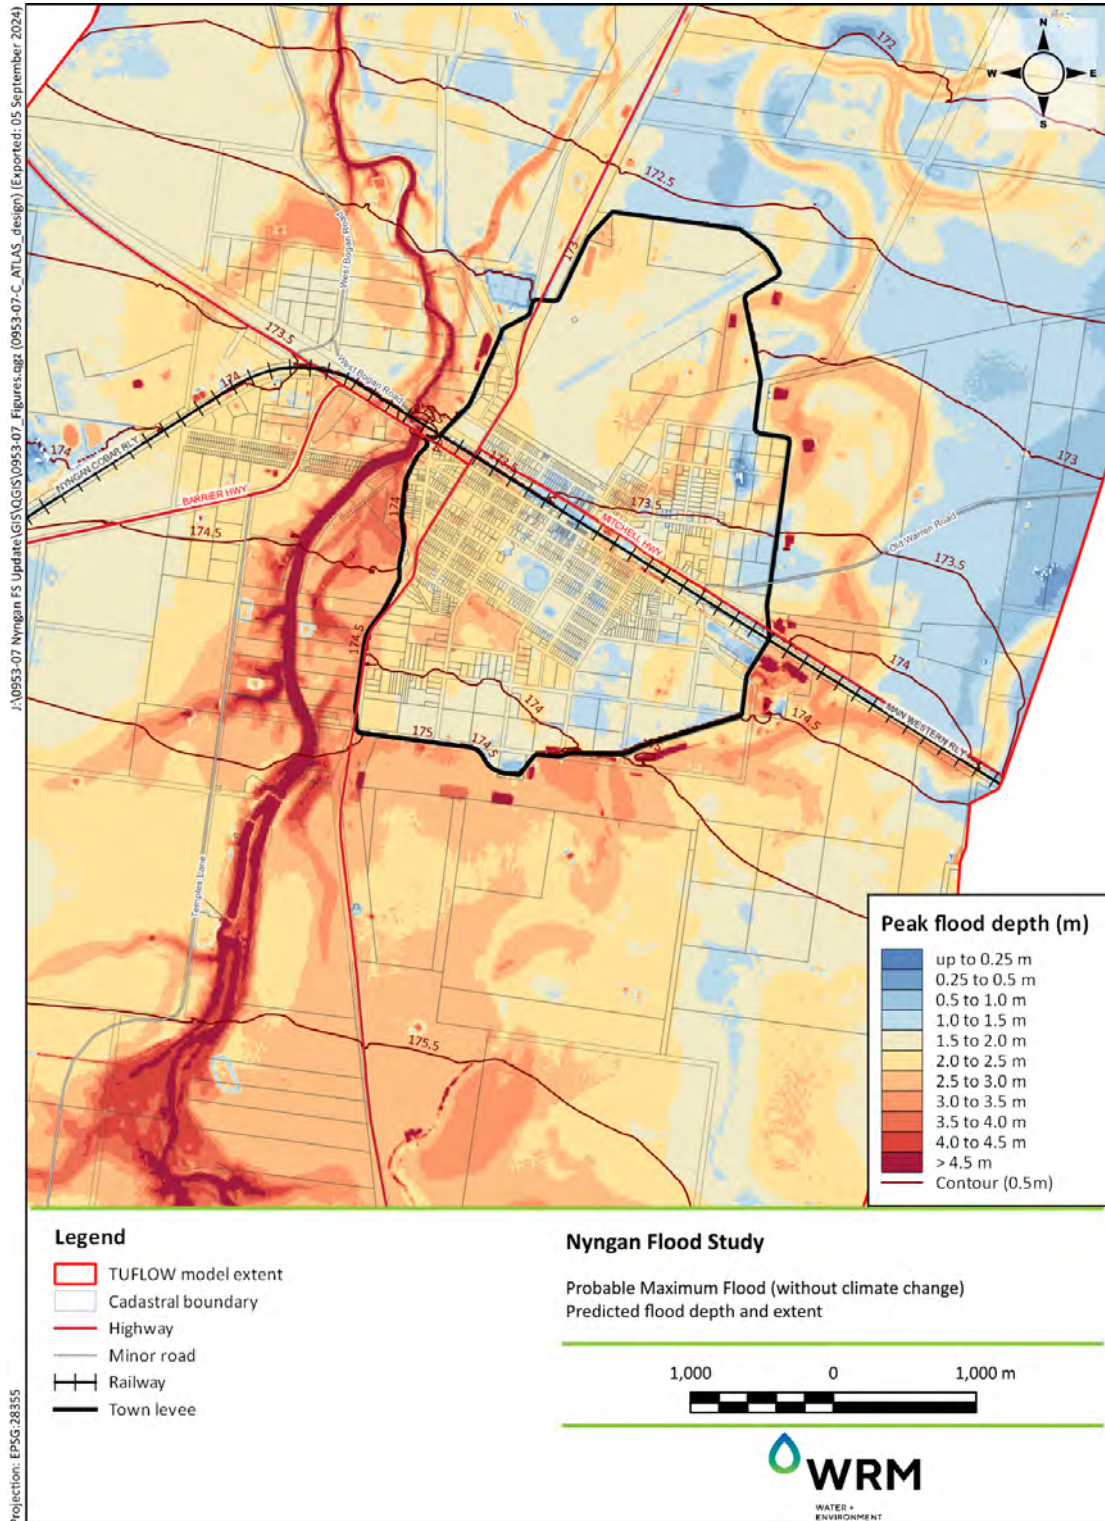 J:\0953-07 Nyngan FS Update\GIS\QGIS\0953-07_Figures.qgz (0953-07-C_ATLAS_design) (Exported: 05 September 2024)
Projection: EPSG:28355
N
W
E
S
172
172.5
173
West Bogan Road
173.5
West Bogan Road
174
174
NYNGAN COBAR RLY
BARRIER HWY
173.5
173.5
MITCHELL HWY
173
Old Warren Road
173.5
174
174.5
174.5
174
174
MAIN WESTERN RLY
174.5
175
174.5
175
Temples Lane
175.5
Peak flood depth (m)
up to 0.25 m
0.25 to 0.5 m
0.5 to 1.0 m
1.0 to 1.5 m
1.5 to 2.0 m
2.0 to 2.5 m
2.5 to 3.0 m
3.0 to 3.5 m
3.5 to 4.0 m
4.0 to 4.5 m
> 4.5 m
Contour (0.5m)
Legend
TUFLOW model extent
Cadastral boundary
Highway
Minor road
Railway
Town levee
Nyngan Flood Study
Probable Maximum Flood (without climate change)
Predicted flood depth and extent
1,000 0 1,000 m
WRM
WATER +
ENVIRONMENT